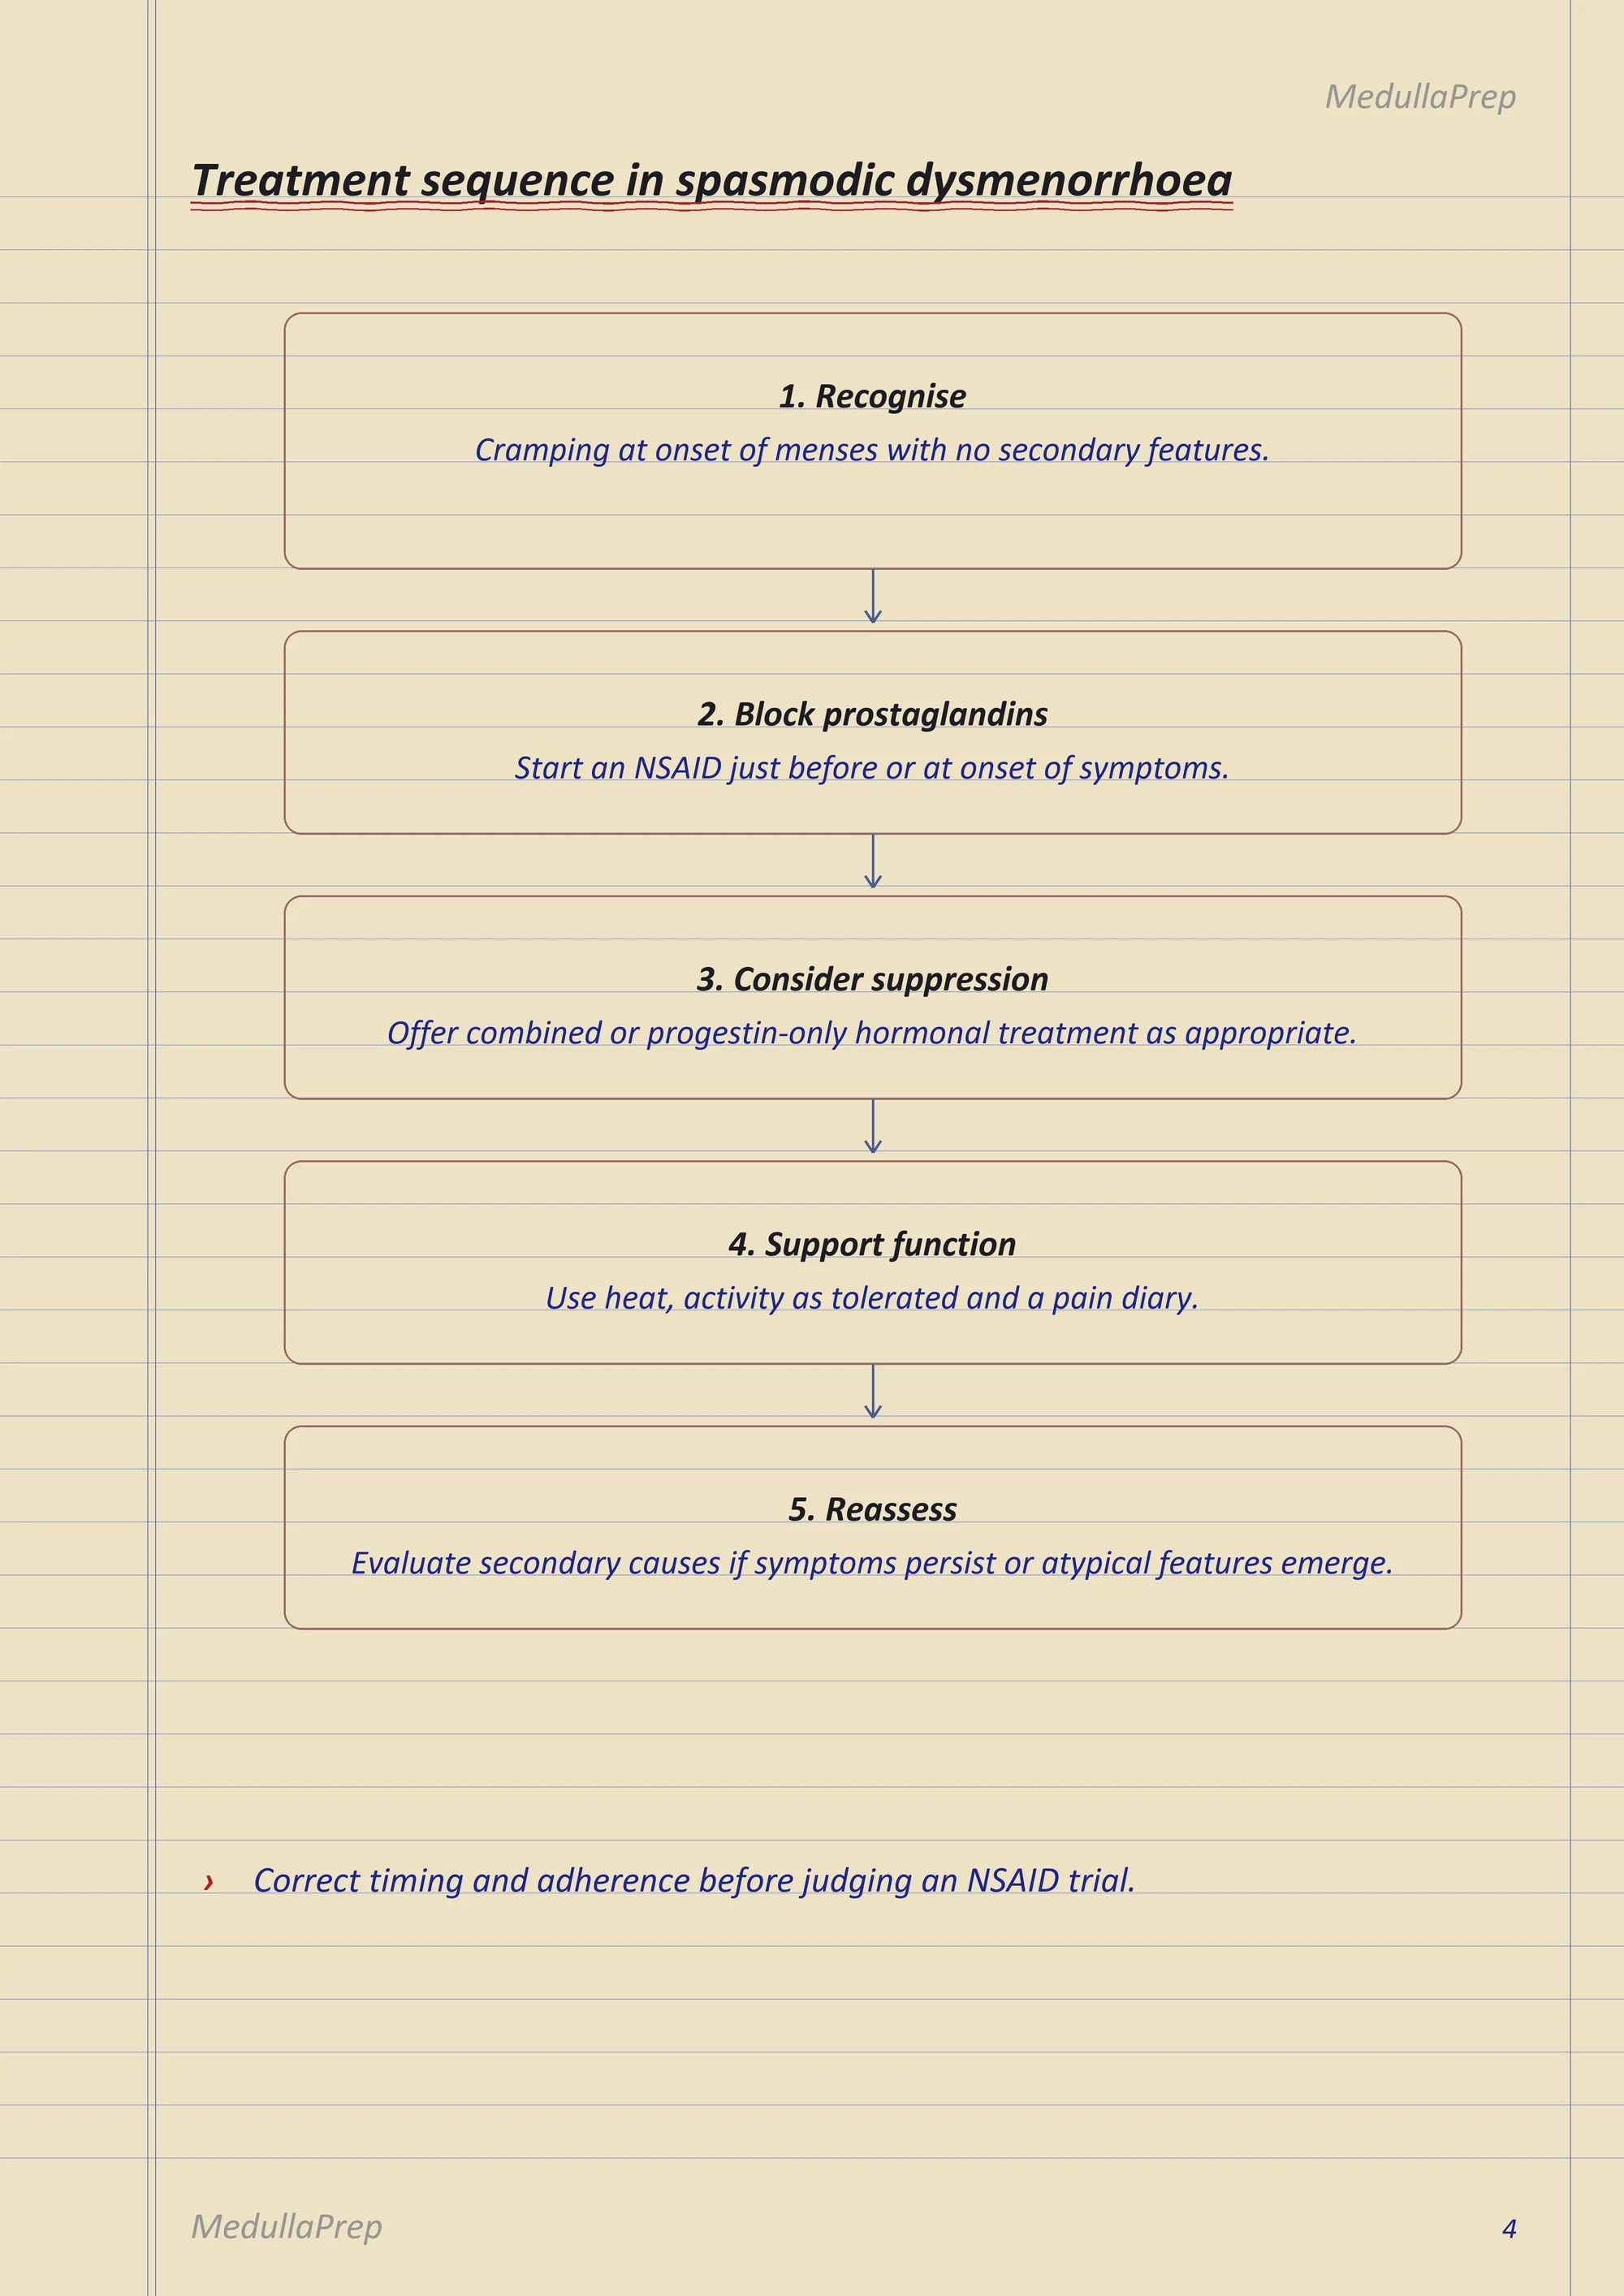 MedullaPrep
Treatment sequence in spasmodic dysmenorrhoea
1. Recognise
Cramping at onset of menses with no secondary features.
2. Block prostaglandins
Start an NSAID just before or at onset of symptoms.
3. Consider suppression
Offer combined or progestin-only hormonal treatment as appropriate.
4. Support function
Use heat, activity as tolerated and a pain diary.
5. Reassess
Evaluate secondary causes if symptoms persist or atypical features emerge.
› Correct timing and adherence before judging an NSAID trial.
MedullaPrep
4